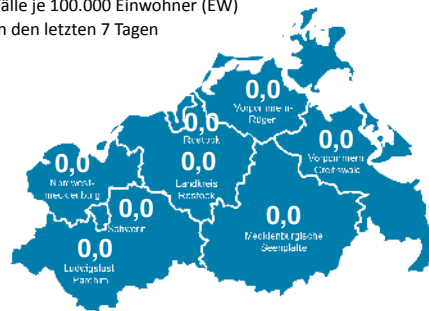 Fälle je 100.000 Einwohner (EW)
in den letzten 7 Tagen
0,0
Vorpommern-
Rügen
0,0
Rostock
0,0
Vorpommern
Greifswald
0,0
Nordwest-
mecklenburg
0,0
Landkreis
Rostock
0,0
Schwerin
0,0
Mecklenburgische
Seenplatte
0,0
Ludwigslust
Parchim